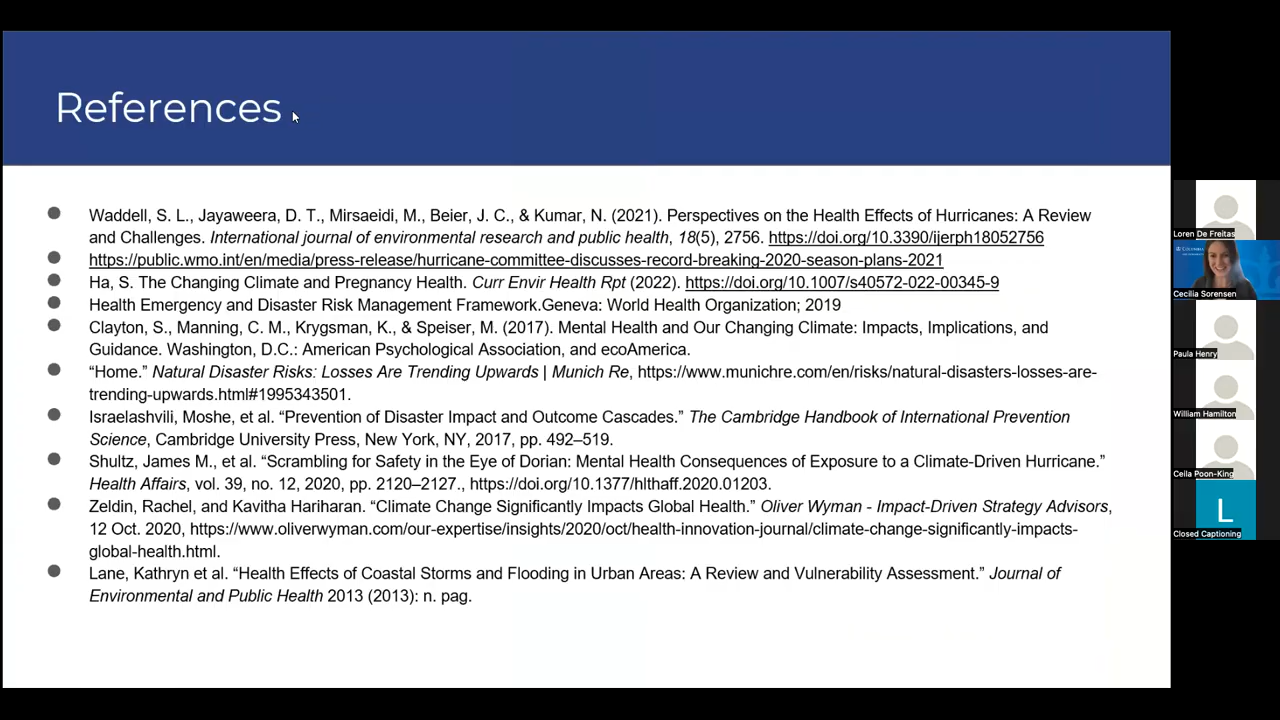 References
Waddell, S. L., Jayaweera, D. T., Mirsaeidi, M., Beier, J. C., & Kumar, N. (2021). Perspectives on the Health Effects of Hurricanes: A Review
and Challenges. International journal of environmental research and public health, 18(5), 2756. https://doi.org/10.3390/ijerph18052756
https://public.wmo.int/en/media/press-release/hurricane-committee-discusses-record-breaking-2020-season-plans-2021
Ha, S. The Changing Climate and Pregnancy Health. Curr Envir Health Rpt (2022). https://doi.org/10.1007/s40572-022-00345-9
Health Emergency and Disaster Risk Management Framework.Geneva: World Health Organization; 2019
Clayton, S., Manning, C. M., Krygsman, K., & Speiser, M. (2017). Mental Health and Our Changing Climate: Impacts, Implications, and
Guidance. Washington, D.C.: American Psychological Association, and ecoAmerica.
“Home.” Natural Disaster Risks: Losses Are Trending Upwards | Munich Re, https://www.munichre.com/en/risks/natural-disasters-losses-are-
trending-upwards.html#1995343501.
Israelashvili, Moshe, et al. “Prevention of Disaster Impact and Outcome Cascades.” The Cambridge Handbook of International Prevention
Science, Cambridge University Press, New York, NY, 2017, pp. 492–519.
Shultz, James M., et al. “Scrambling for Safety in the Eye of Dorian: Mental Health Consequences of Exposure to a Climate-Driven Hurricane.”
Health Affairs, vol. 39, no. 12, 2020, pp. 2120–2127., https://doi.org/10.1377/hlthaff.2020.01203.
Zeldin, Rachel, and Kavitha Hariharan. “Climate Change Significantly Impacts Global Health.” Oliver Wyman - Impact-Driven Strategy Advisors,
12 Oct. 2020, https://www.oliverwyman.com/our-expertise/insights/2020/oct/health-innovation-journal/climate-change-significantly-impacts-
global-health.html.
Lane, Kathryn et al. “Health Effects of Coastal Storms and Flooding in Urban Areas: A Review and Vulnerability Assessment.” Journal of
Environmental and Public Health 2013 (2013): n. pag.
Loren De Freitas
Cecilia Sorensen
Paula Henry
William Hamilton
Ceila Poon-King
L
Closed Captioning